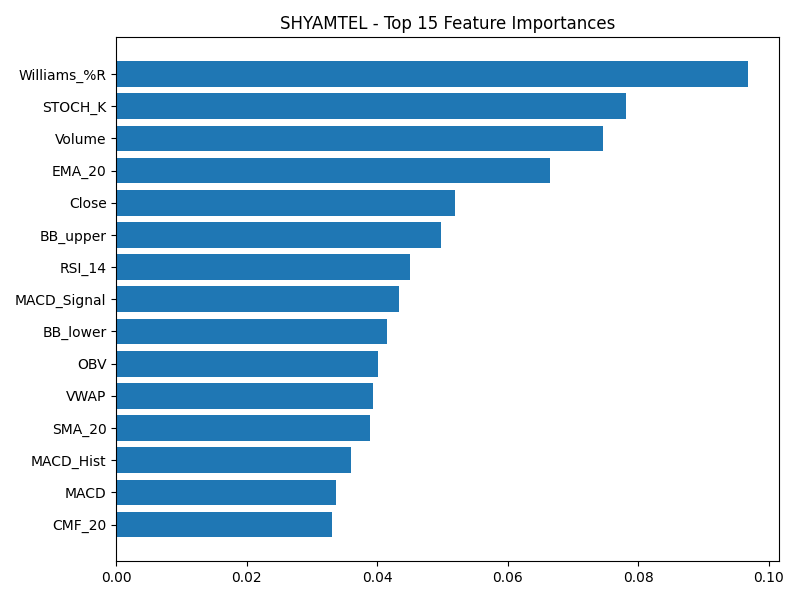 SHYAMTEL - Top 15 Feature Importances
Williams_%R
STOCH_K
Volume
EMA_20
Close
BB_upper
RSI_14
MACD_Signal
BB_lower
OBV
VWAP
SMA_20
MACD_Hist
MACD
CMF_20
0.00 0.02 0.04 0.06 0.08 0.10